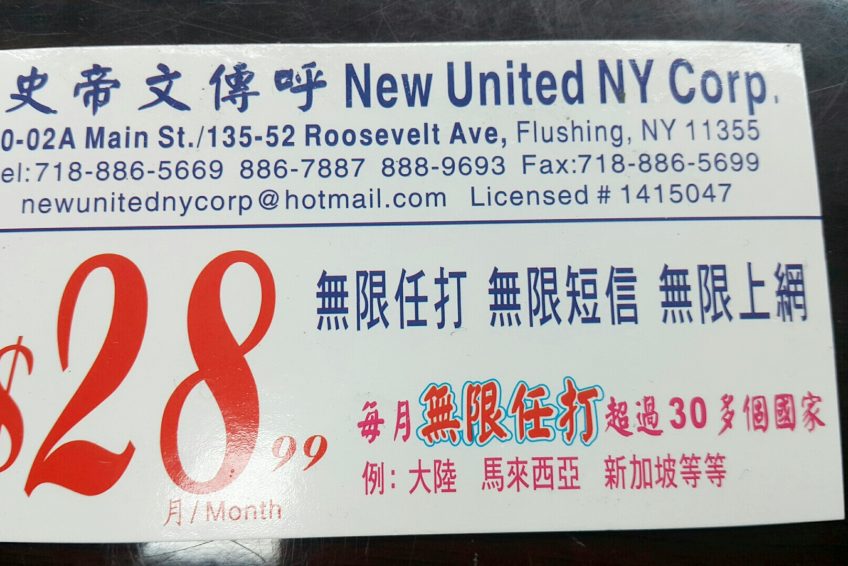 史帝文傳呼 New United NY Corp.
0-02A Main St./135-52 Roosevelt Ave, Flushing, NY 11355
el:718-886-5669 886-7887 888-9693 Fax:718-886-5699
newunitednycorp@hotmail.com Licensed # 1415047
$28.99
月/Month
無限任打 無限短信 無限上網
每月無限任打超過30多個國家
例：大陸 馬來西亞 新加坡等等